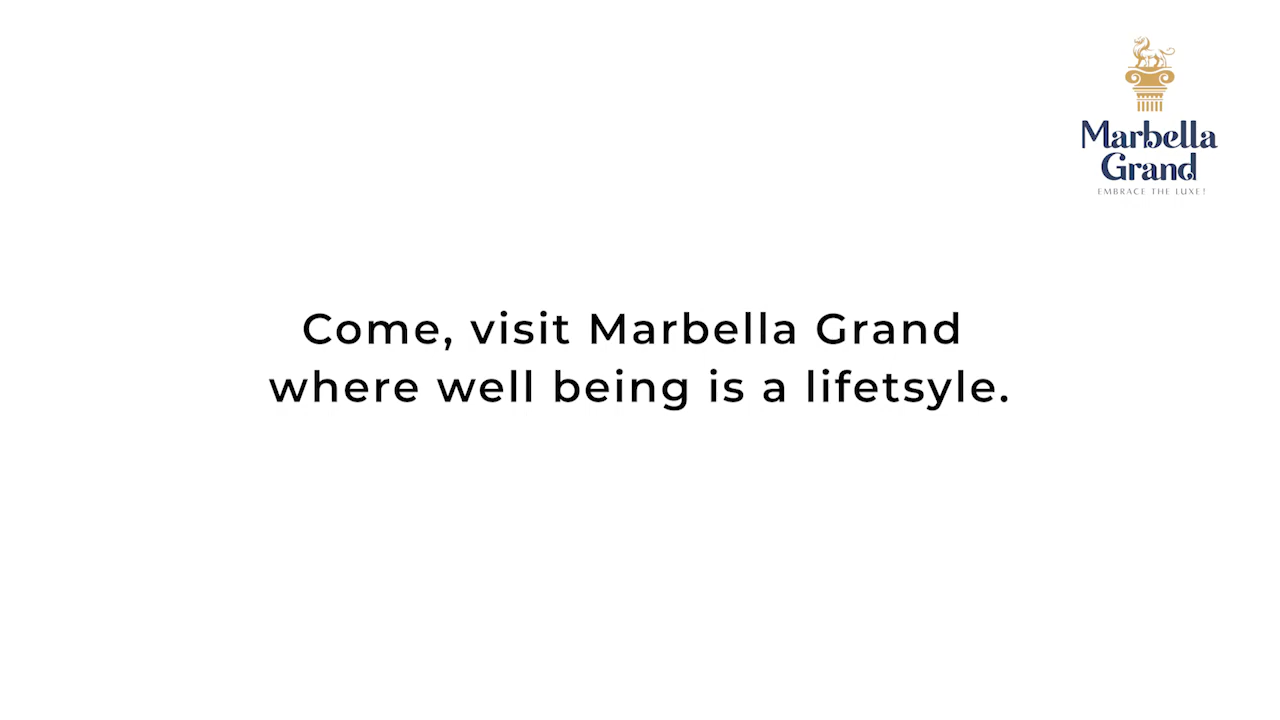 Marbella
Grand
EMBRACE THE LUXE!
Come, visit Marbella Grand
where well being is a lifetsyle.